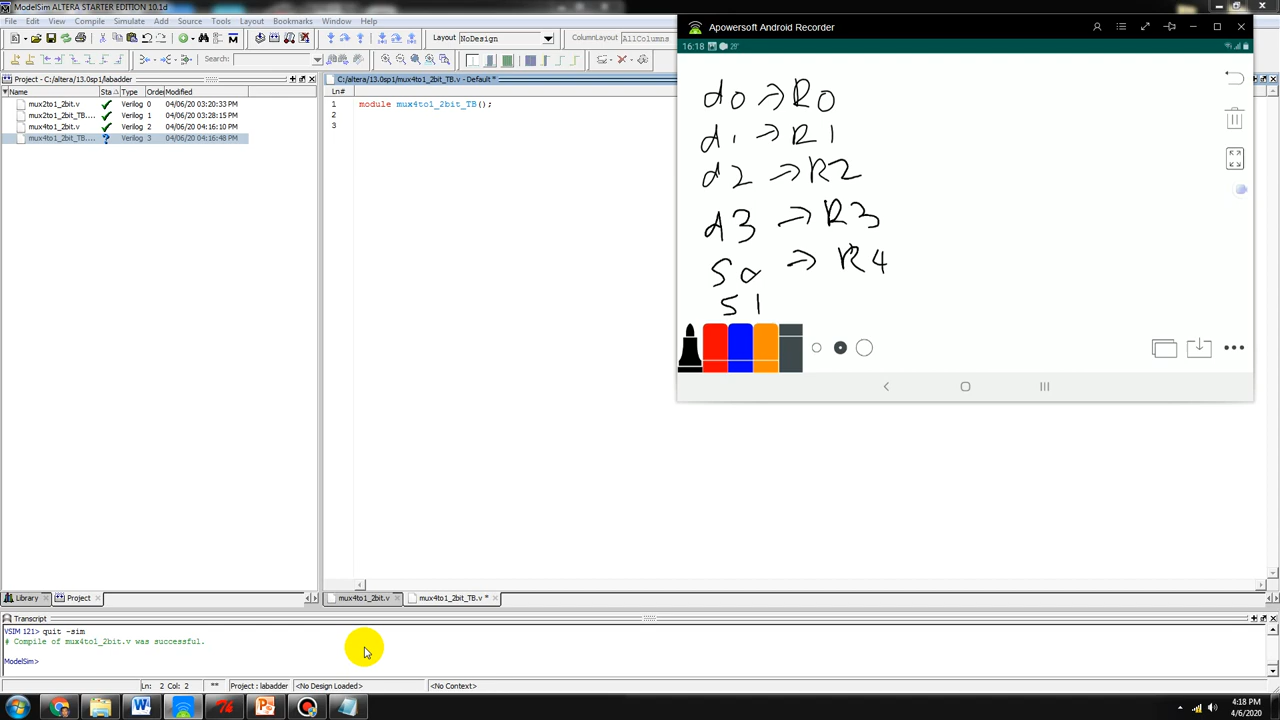 ModelSim ALTERA STARTER EDITION 10.1d
File Edit View Compile Simulate Add Source Tools Layout Bookmarks Window Help
Layout NoDesign
ColumnLayout AllColumns
Search:
Project - C:/altera/13.0sp1/labadder
Name Sta Type Orde Modified
mux2to1_2bit.v Verilog 0 04/06/20 03:20:33 PM
mux2to1_2bit_TB.... Verilog 1 04/06/20 03:28:15 PM
mux4to1_2bit.v Verilog 2 04/06/20 04:16:10 PM
mux4to1_2bit_TB.... ? Verilog 3 04/06/20 04:16:48 PM
Library Project
C:/altera/13.0sp1/mux4to1_2bit_TB.v - Default *
Ln#
1 module mux4to1_2bit_TB();
2
3
mux4to1_2bit.v mux4to1_2bit_TB.v *
Apowersoft Android Recorder
16:18 28°
d0 => R0
d1 => R1
d2 => R2
d3 => R3
S0 => R4
S1
Transcript
VSIM 121> quit -sim
# Compile of mux4to1_2bit.v was successful.
ModelSim>
Ln: 2 Col: 2 ** Project : labadder <No Design Loaded> <No Context>
4:18 PM
4/6/2020